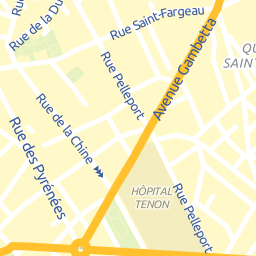 Rue de la Du
Rue Saint-Fargeau
Rue Pelleport
Avenue Gambetta
QU
SAINT
Rue de la Chine
Rue des Pyrénées
HÔPITAL
TENON
Rue Pelleport